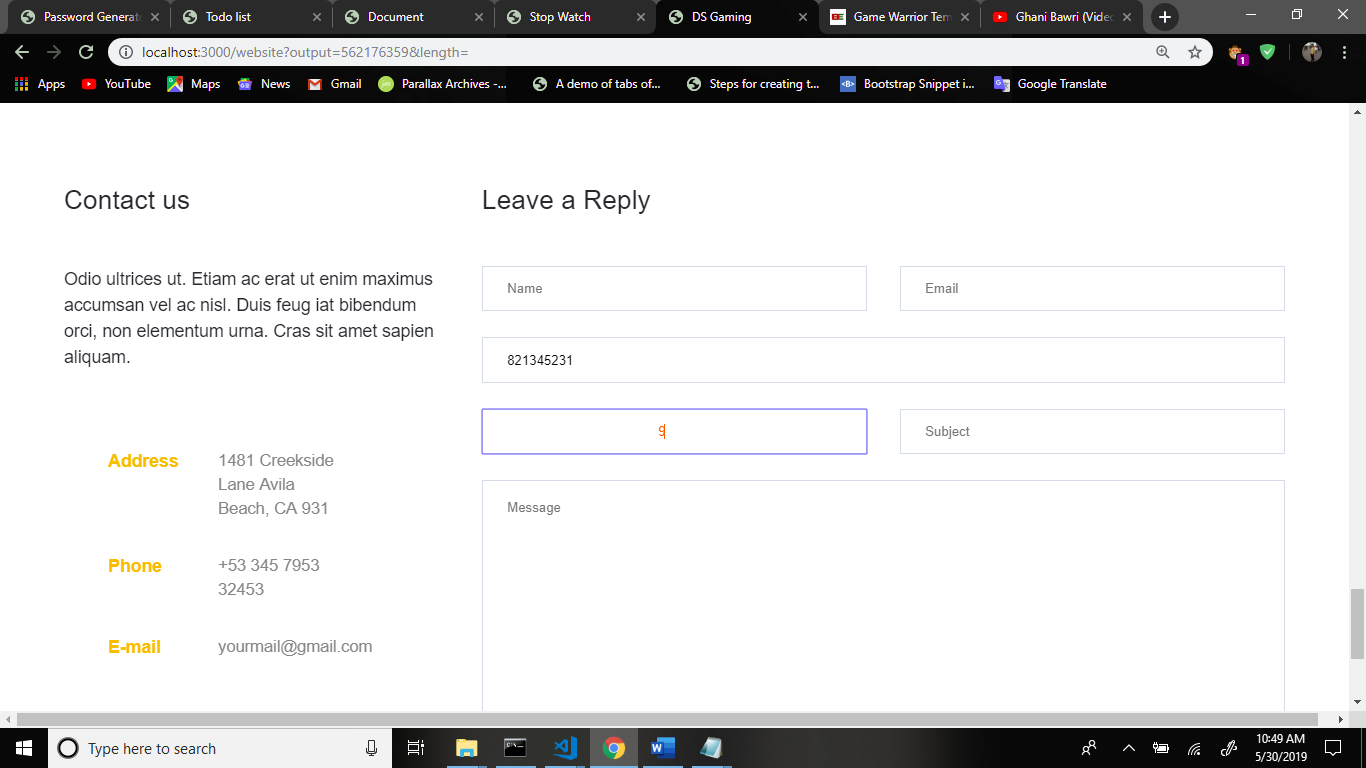 Password Generat
Todo list
Document
Stop Watch
DS Gaming
Game Warrior Tem
Ghani Bawri (Video
localhost:3000/website?output=562176359&length=
1
Apps
YouTube
Maps
News
Gmail
Parallax Archives -...
A demo of tabs of...
Steps for creating t...
Bootstrap Snippet i...
Google Translate
Contact us
Odio ultrices ut. Etiam ac erat ut enim maximus
accumsan vel ac nisl. Duis feug iat bibendum
orci, non elementum urna. Cras sit amet sapien
aliquam.
Address
1481 Creekside
Lane Avila
Beach, CA 931
Phone
+53 345 7953
32453
E-mail
yourmail@gmail.com
Leave a Reply
Name
Email
821345231
9
Subject
Message
Type here to search
10:49 AM
5/30/2019